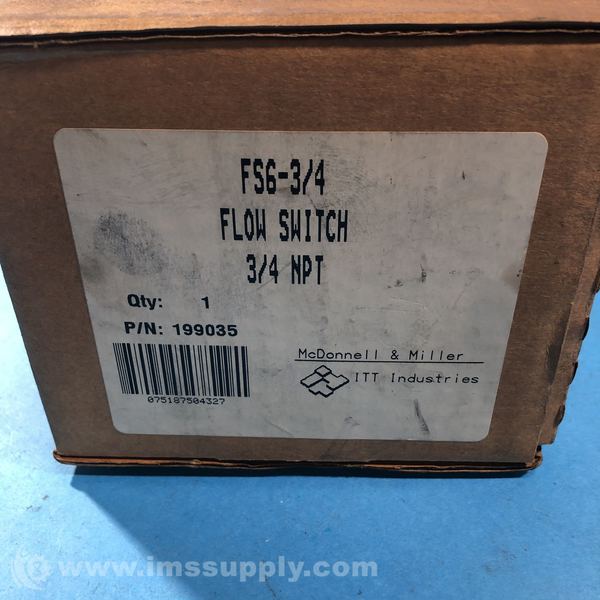 FS6-3/4
FLOW SWITCH
3/4 NPT
Qty: 1
P/N: 199035
075187504327
McDonnell & Miller
ITT Industries
www.imssupply.com